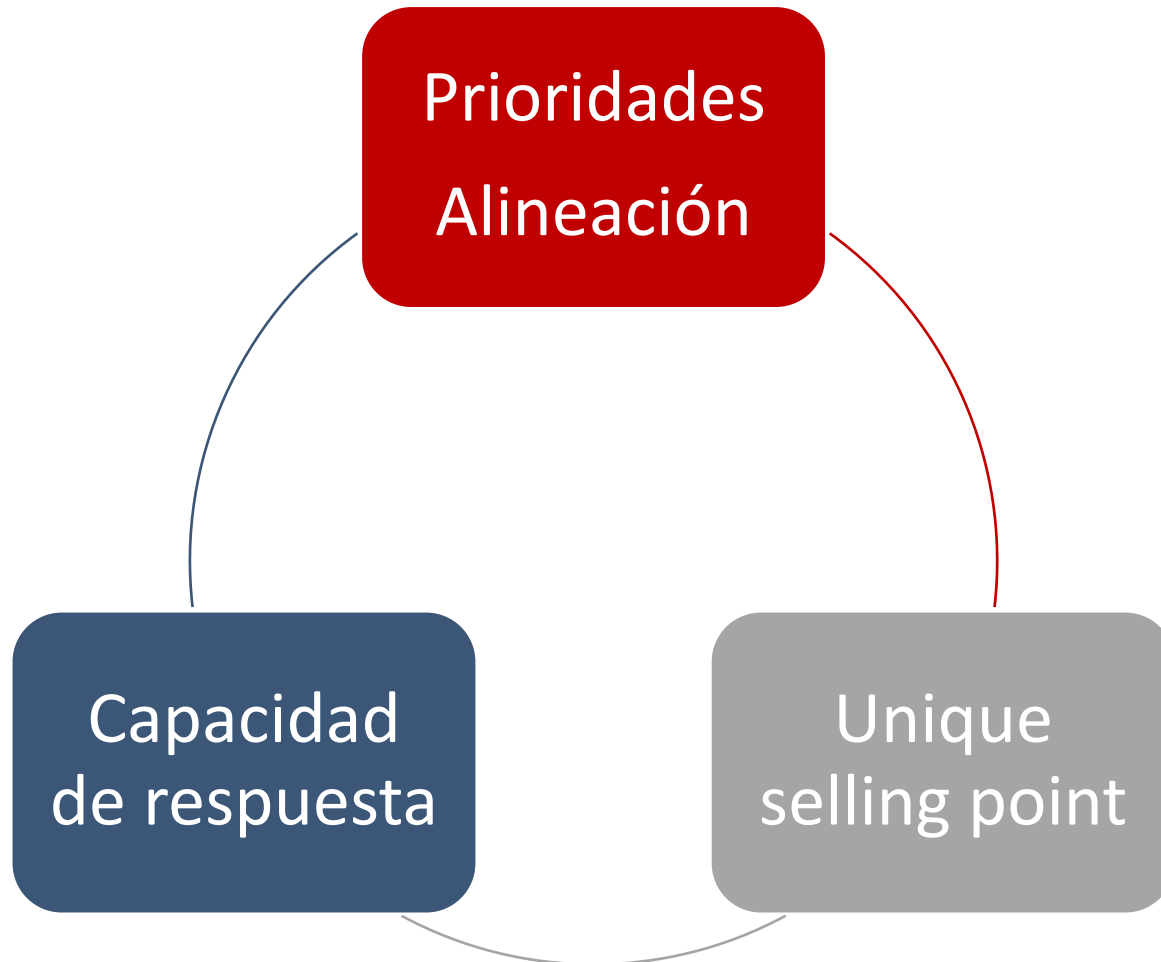 Prioridades
Alineación
Capacidad
de respuesta
Unique
selling point